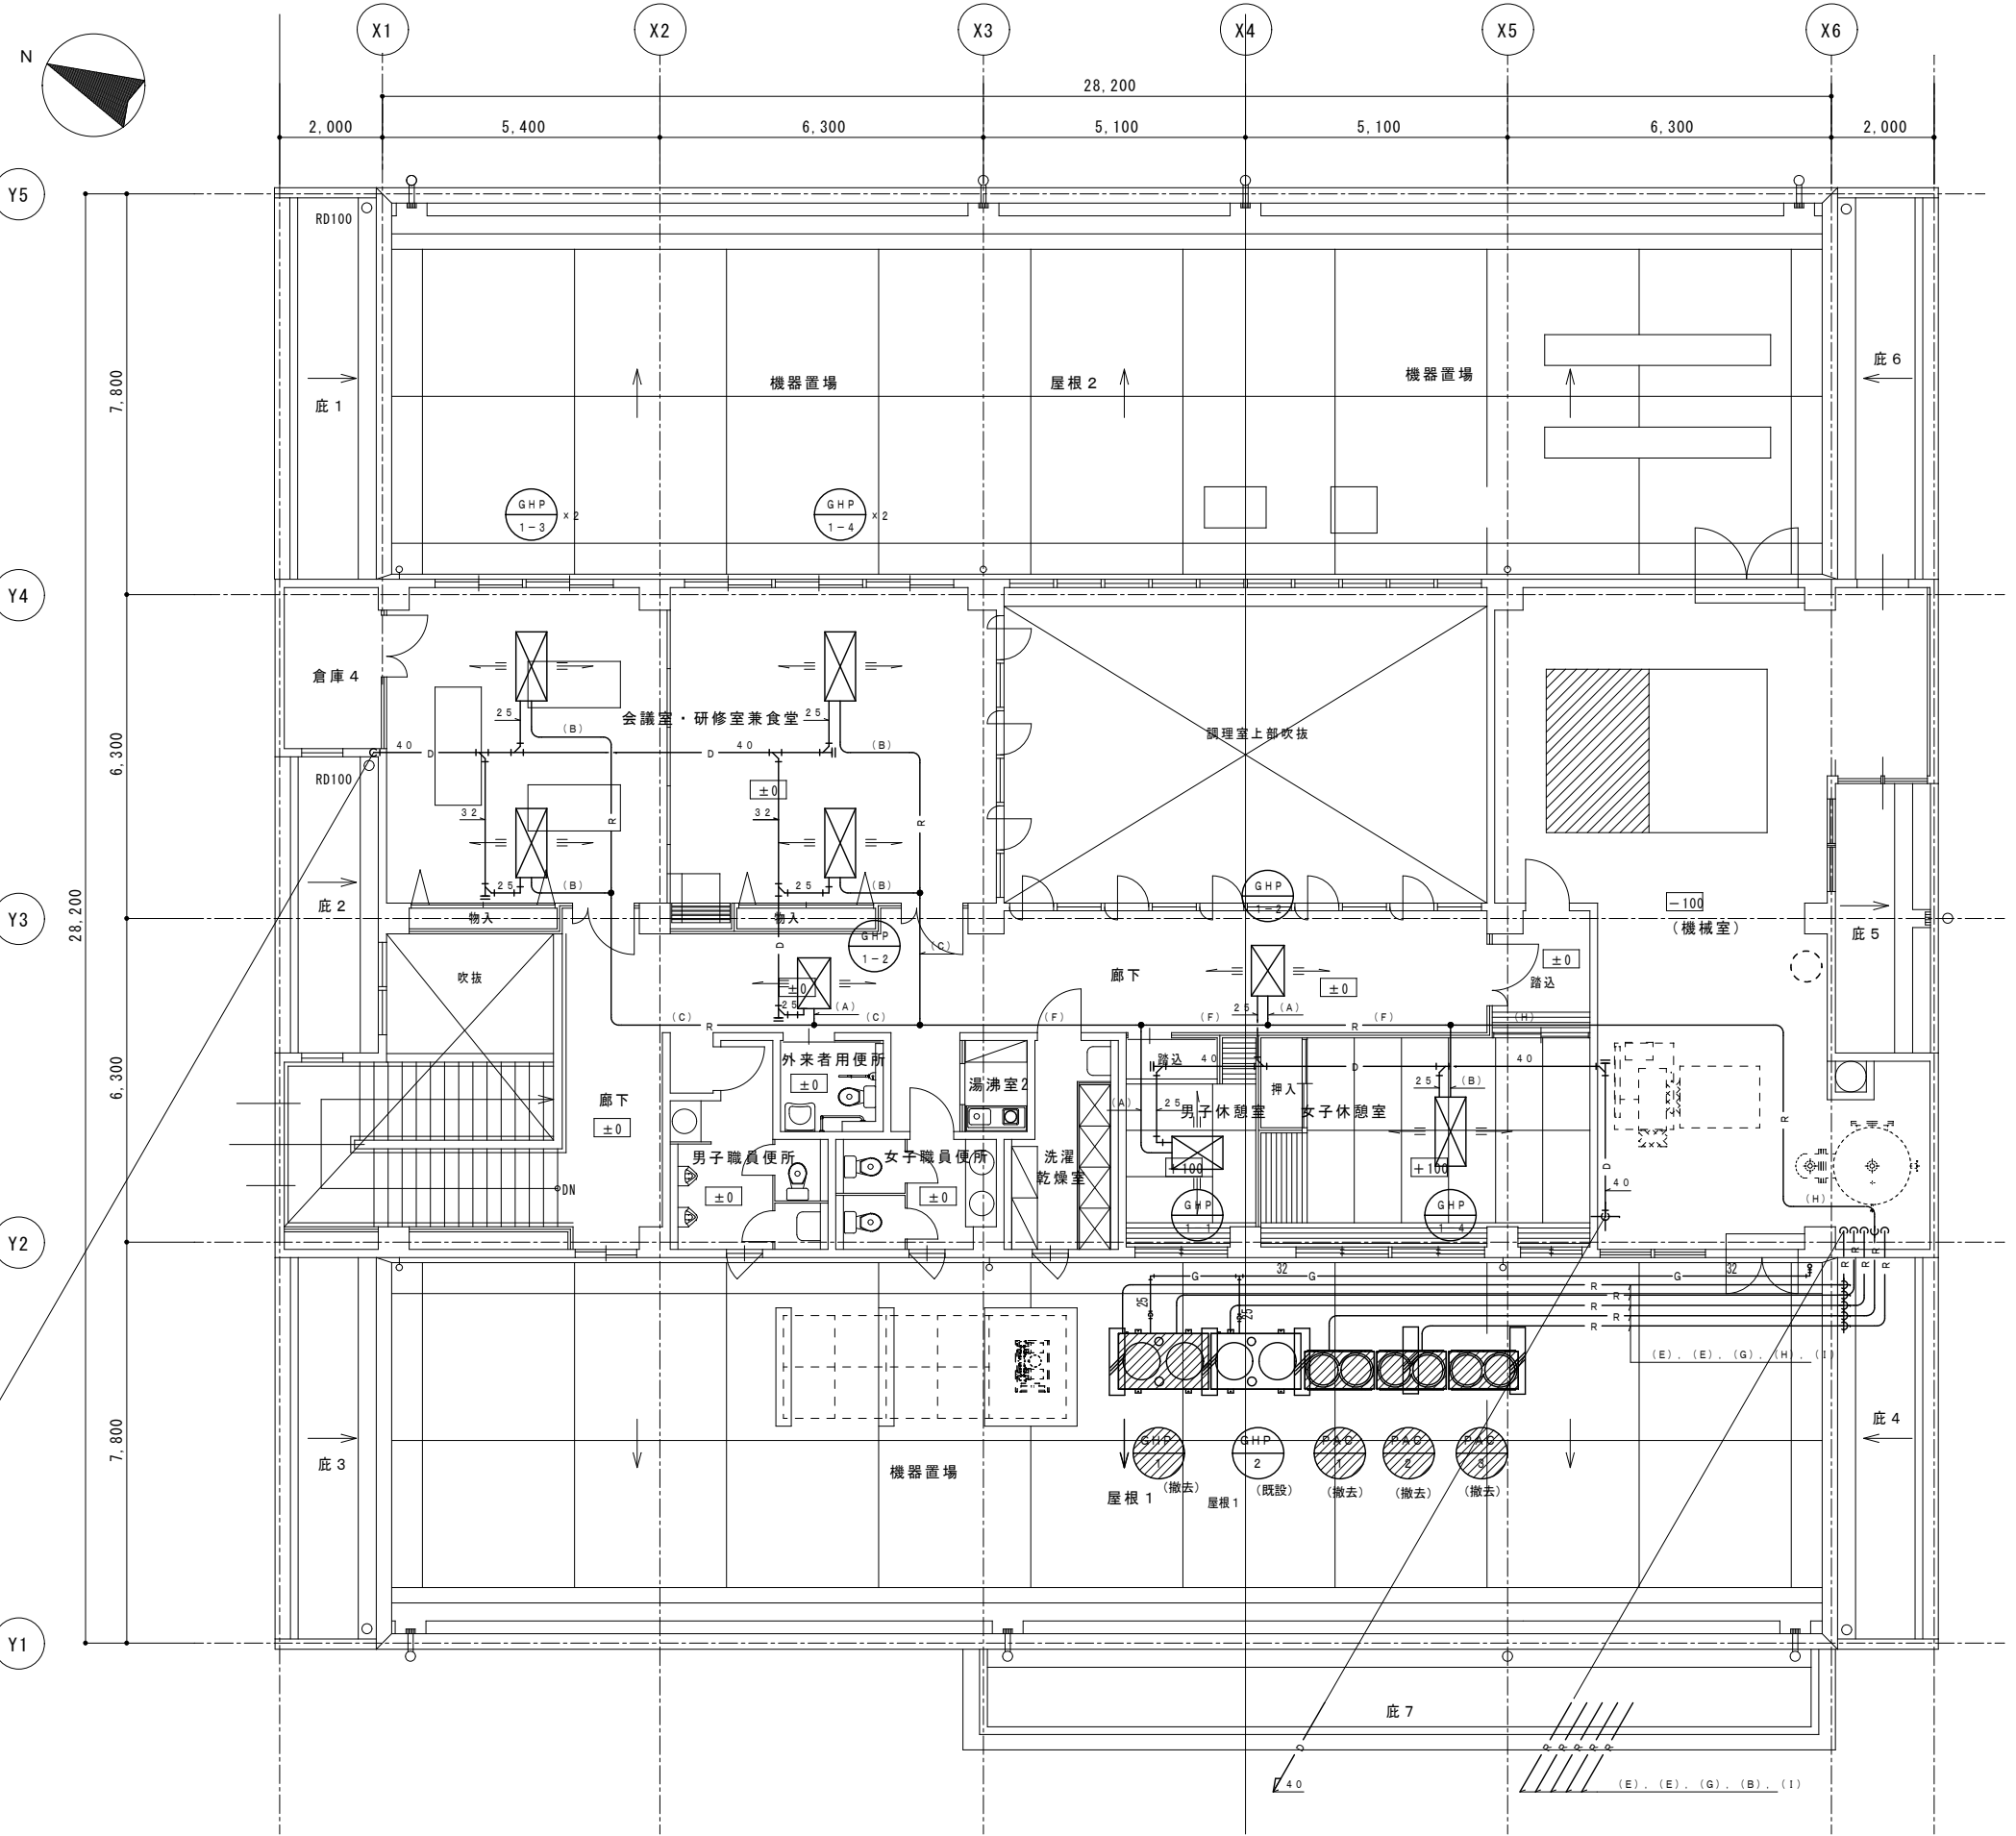 X1
X2
X3
X4
X5
X6
N
28,200
2,000
5,400
6,300
5,100
5,100
6,300
2,000
Y5
RD100
7,800
庇1
機器置場
屋根2
機器置場
庇6
GHP
1-3
x2
GHP
1-4
x2
Y4
倉庫4
会議室・研修室兼食堂
調理室上部吹抜
25
(B)
25
(B)
40
D
D
40
6,300
RD100
±0
32
R
32
R
25
(B)
25
(B)
GHP
1-2
Y3
28,200
庇2
物入
物入
-100
(機械室)
庇5
GHP
1-2
D
(C)
吹抜
廊下
±0
±0
±0
踏込
25
(A)
25
(A)
(C)
R
(C)
(F)
(F)
R
(F)
(H)
6,300
外来者用便所
±0
湯沸室2
踏込
40
D
40
押入
25
(B)
廊下
±0
(A)
25
男子休憩室
女子休憩室
R
男子職員便所
±0
女子職員便所
±0
洗濯
乾燥室
+100
+100
D
40
(H)
DN
GHP
1-1
GHP
1-4
Y2
G
32
G
G
32
R
R
R
R
R
R
R
R
R
R
25
25
(E), (E), (G), (H), (I)
7,800
庇3
機器置場
庇4
GHP
1
(撤去)
GHP
2
(既設)
PAC
1
(撤去)
PAC
2
(撤去)
PAC
3
(撤去)
屋根1
屋根1
Y1
庇7
D
40
R
R
R
R
R
(E), (E), (G), (B), (I)